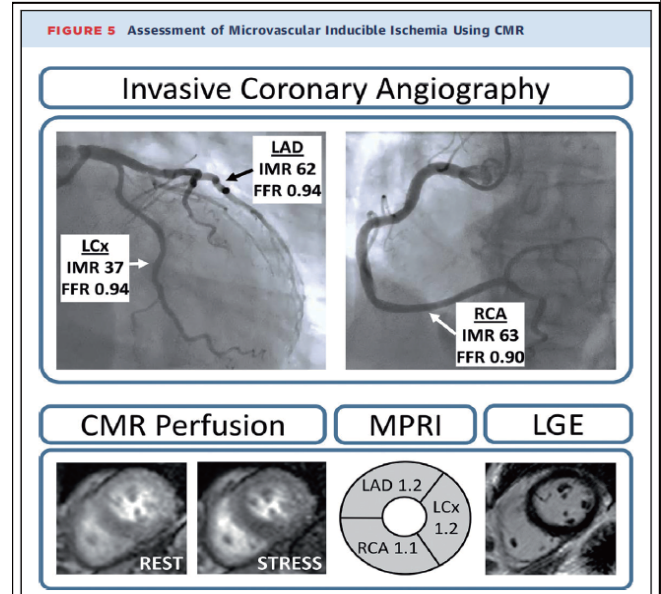 FIGURE 5 Assessment of Microvascular Inducible Ischemia Using CMR
Invasive Coronary Angiography
LAD
IMR 62
FFR 0.94
LCx
IMR 37
FFR 0.94
RCA
IMR 63
FFR 0.90
CMR Perfusion
MPRI
LGE
REST
STRESS
LAD 1.2
LCx
1.2
RCA 1.1